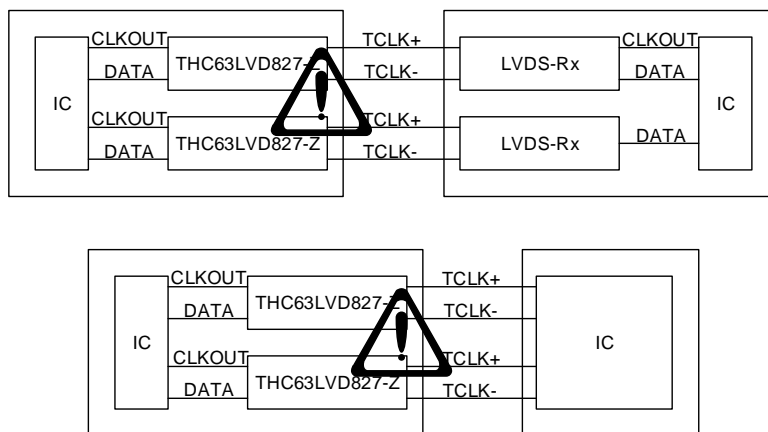 CLKOUT TCLK+ CLKOUT
THC63LVD827-Z LVDS-Rx
DATA TCLK- DATA
IC IC
CLKOUT TCLK+
THC63LVD827-Z LVDS-Rx DATA
DATA TCLK-
CLKOUT TCLK+
THC63LVD827-Z
DATA TCLK-
IC IC
CLKOUT TCLK+
THC63LVD827-Z
DATA TCLK-